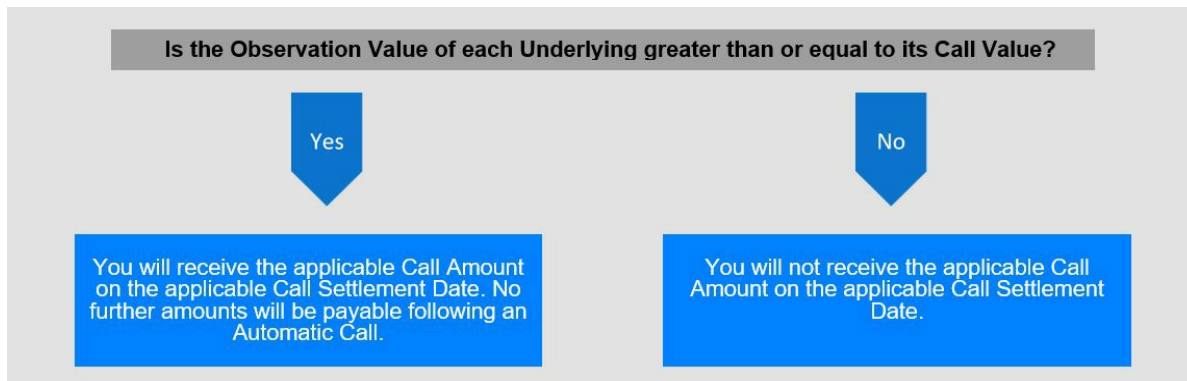 Is the Observation Value of each Underlying greater than or equal to its Call Value?
Yes
No
You will receive the applicable Call Amount
on the applicable Call Settlement Date. No
further amounts will be payable following an
Automatic Call.
You will not receive the applicable Call
Amount on the applicable Call Settlement
Date.